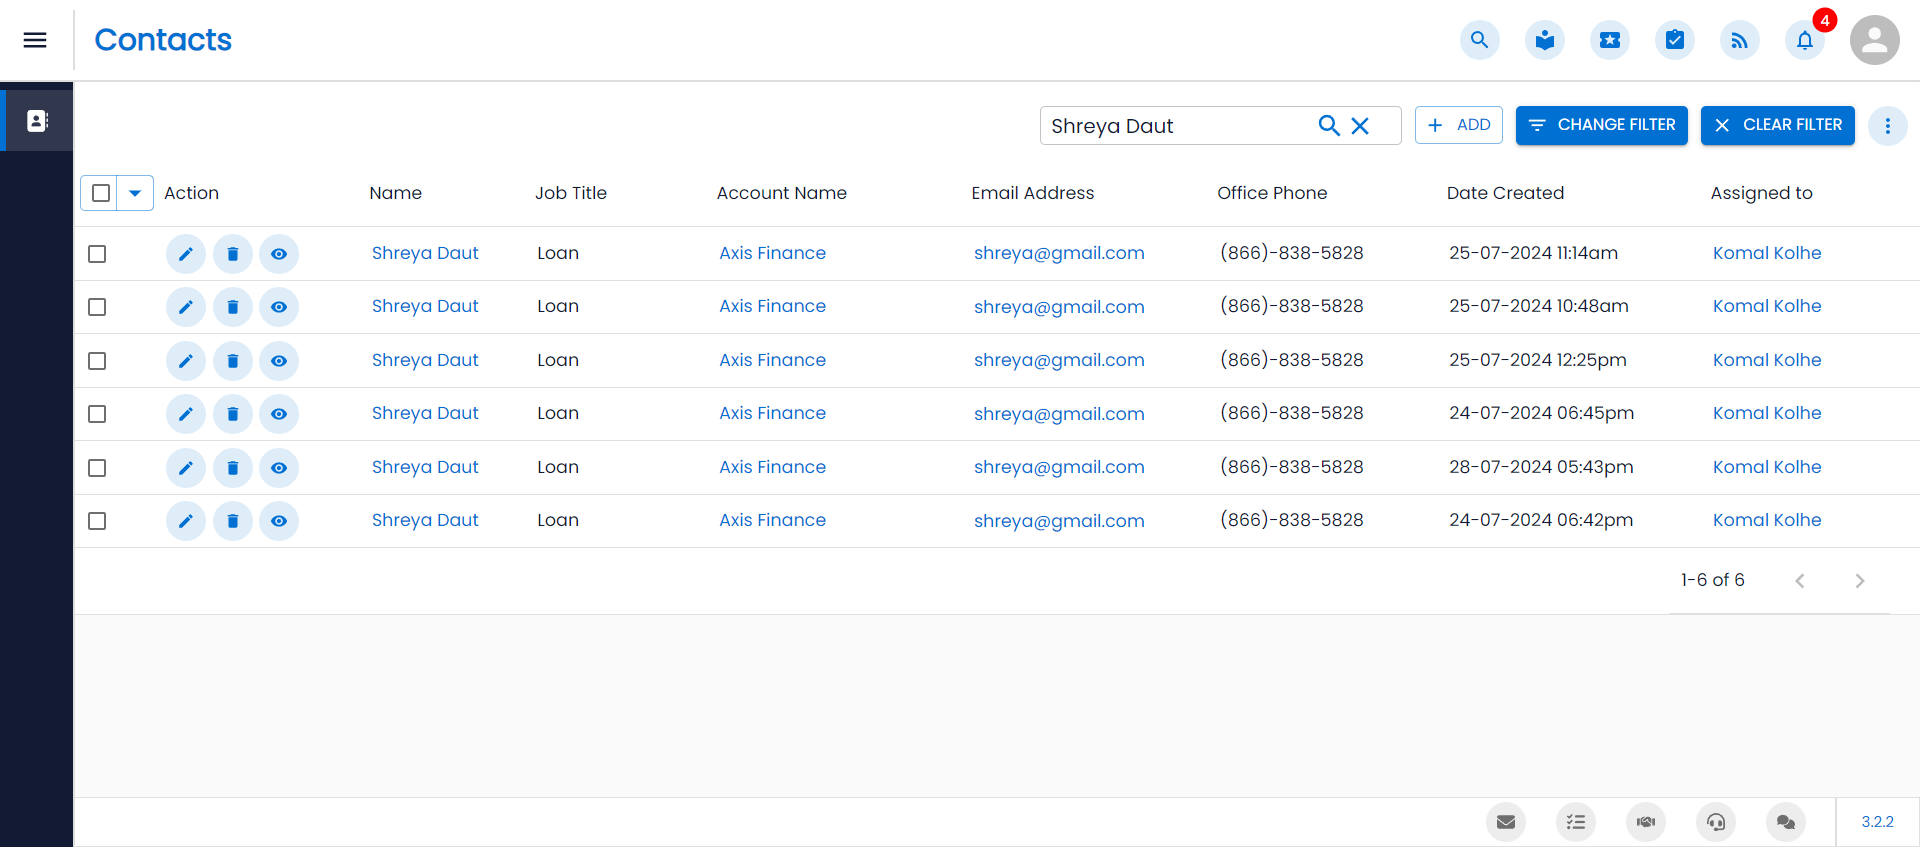 Contacts
4
Shreya Daut
ADD
CHANGE FILTER
CLEAR FILTER
Action Name Job Title Account Name Email Address Office Phone Date Created Assigned to
Shreya Daut Loan Axis Finance shreya@gmail.com (866)-838-5828 25-07-2024 11:14am Komal Kolhe
Shreya Daut Loan Axis Finance shreya@gmail.com (866)-838-5828 25-07-2024 10:48am Komal Kolhe
Shreya Daut Loan Axis Finance shreya@gmail.com (866)-838-5828 25-07-2024 12:25pm Komal Kolhe
Shreya Daut Loan Axis Finance shreya@gmail.com (866)-838-5828 24-07-2024 06:45pm Komal Kolhe
Shreya Daut Loan Axis Finance shreya@gmail.com (866)-838-5828 28-07-2024 05:43pm Komal Kolhe
Shreya Daut Loan Axis Finance shreya@gmail.com (866)-838-5828 24-07-2024 06:42pm Komal Kolhe
1-6 of 6
3.2.2